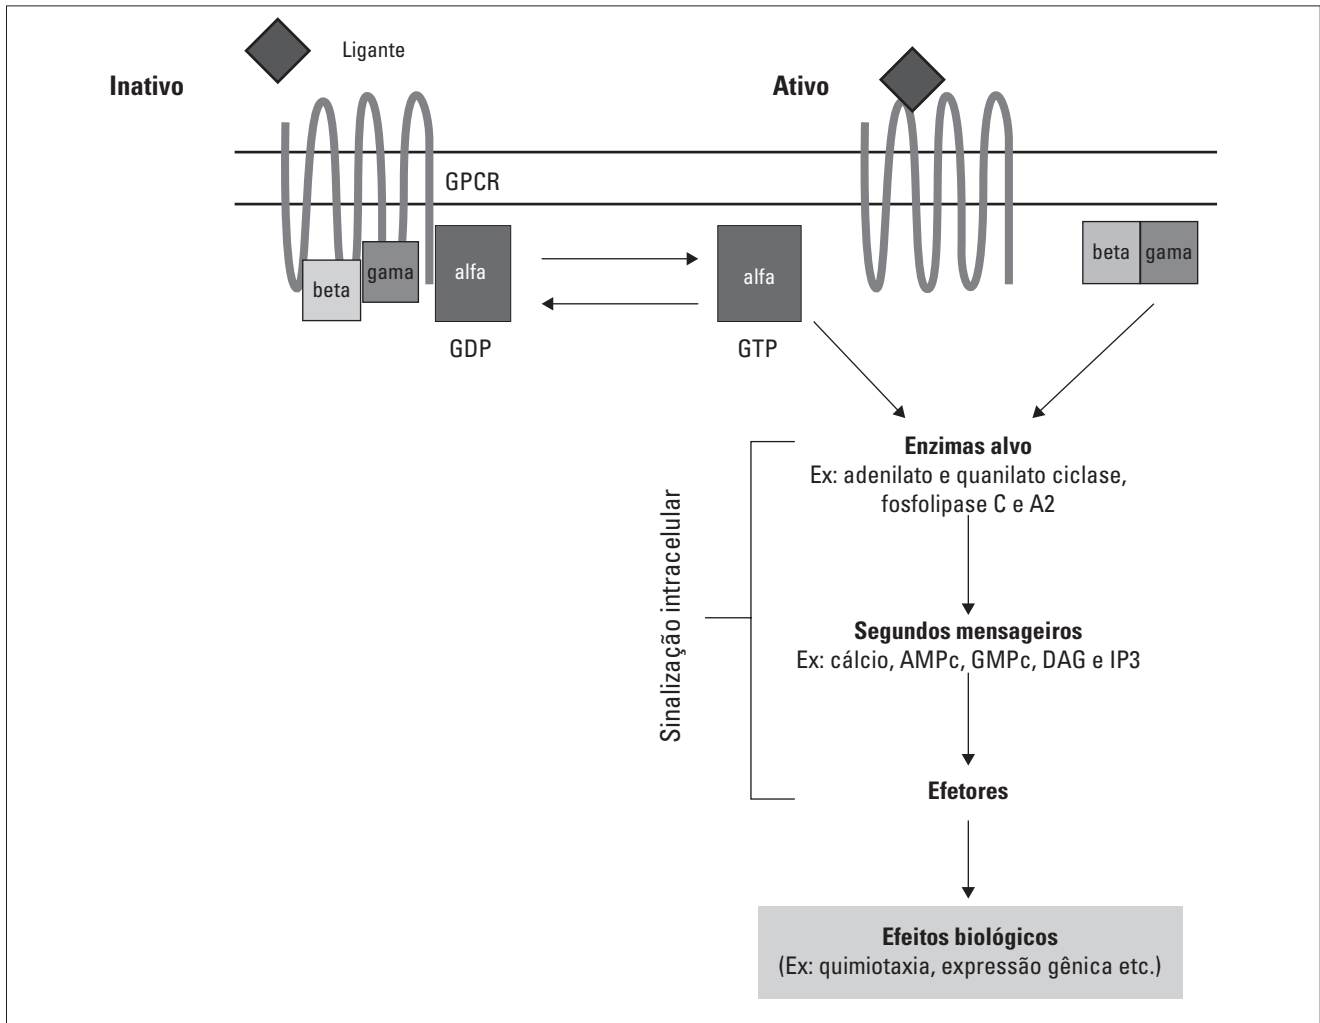 Ligante
Inativo
Ativo
GPCR
beta
gama
alfa
GDP
alfa
GTP
beta
gama
Enzimas alvo
Ex: adenilato e quanilato ciclase,
fosfolipase C e A2
Sinalização intracelular
Segundos mensageiros
Ex: cálcio, AMPc, GMPc, DAG e IP3
Efetores
Efeitos biológicos
(Ex: quimiotaxia, expressão gênica etc.)